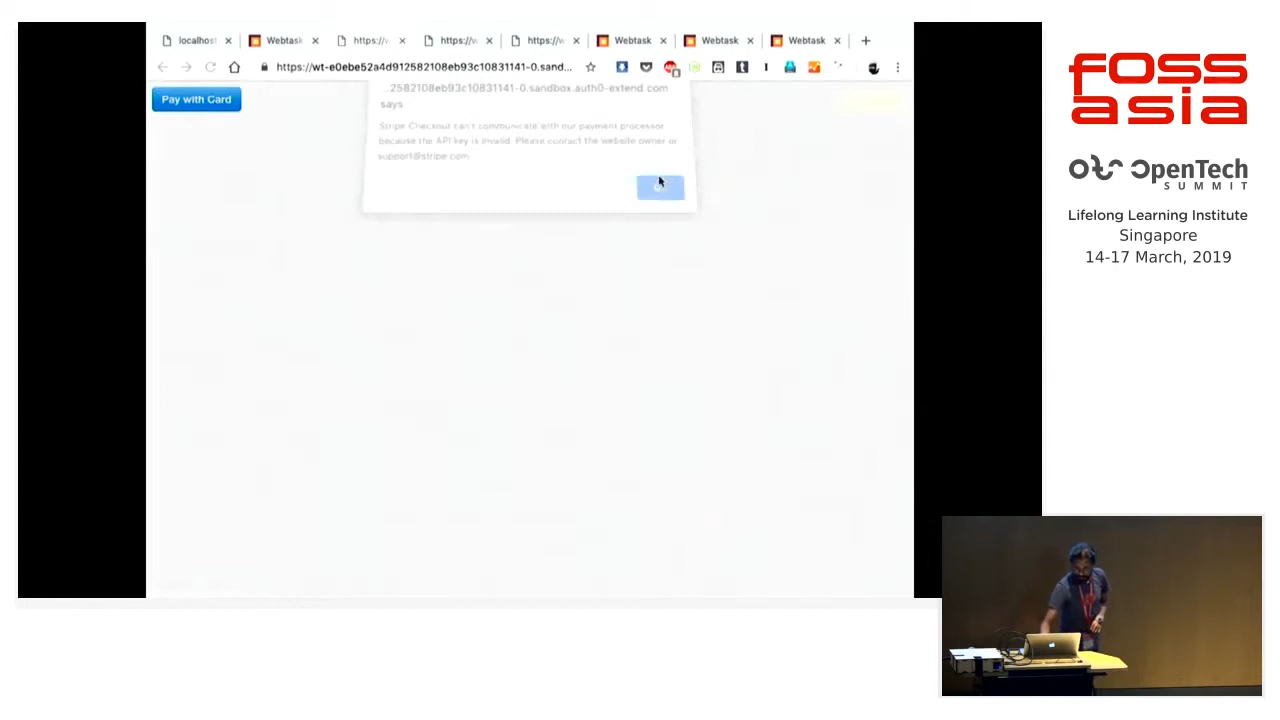 localhost
Webtask
https://w
https://w
https://w
Webtask
Webtask
Webtask
https://wt-e0ebe52a4d912582108eb93c10831141-0.sand...
Pay with Card
...2582108eb93c10831141-0.sandbox.auth0-extend.com
says
Stripe Checkout can't communicate with our payment processor
because the API key is invalid. Please contact the website owner or
support@stripe.com.
FOSS
ASIA
OpenTech
SUMMIT
Lifelong Learning Institute
Singapore
14-17 March, 2019